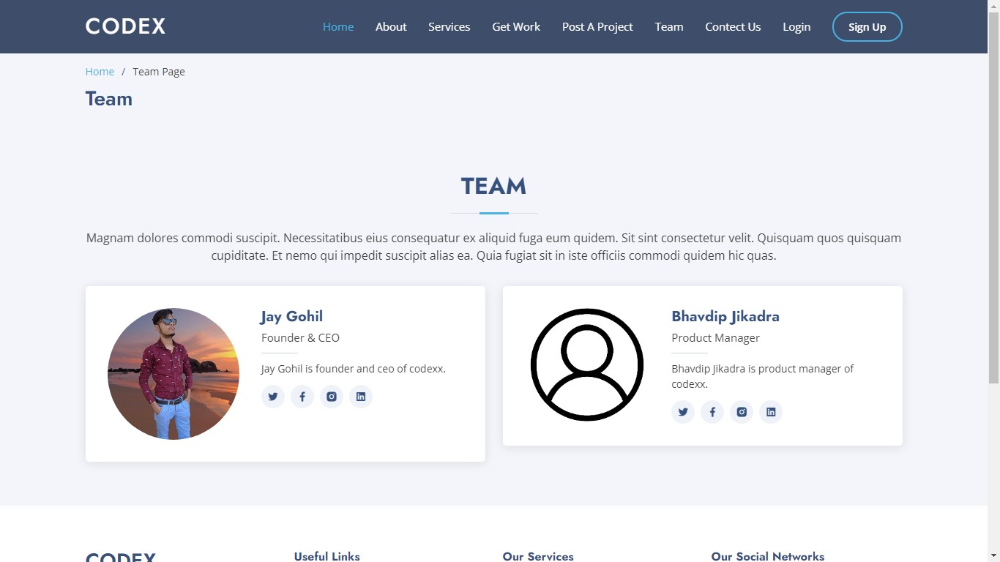 CODEX
Home About Services Get Work Post A Project Team Contect Us Login Sign Up
Home / Team Page
Team
TEAM
Magnam dolores commodi suscipit. Necessitatibus eius consequatur ex aliquid fuga eum quidem. Sit sint consectetur velit. Quisquam quos quisquam
cupiditate. Et nemo qui impedit suscipit alias ea. Quia fugiat sit in iste officiis commodi quidem hic quas.
Jay Gohil
Founder & CEO
Jay Gohil is founder and ceo of codexx.
Bhavdip Jikadra
Product Manager
Bhavdip Jikadra is product manager of
codexx.
CODEX
Useful Links
Our Services
Our Social Networks